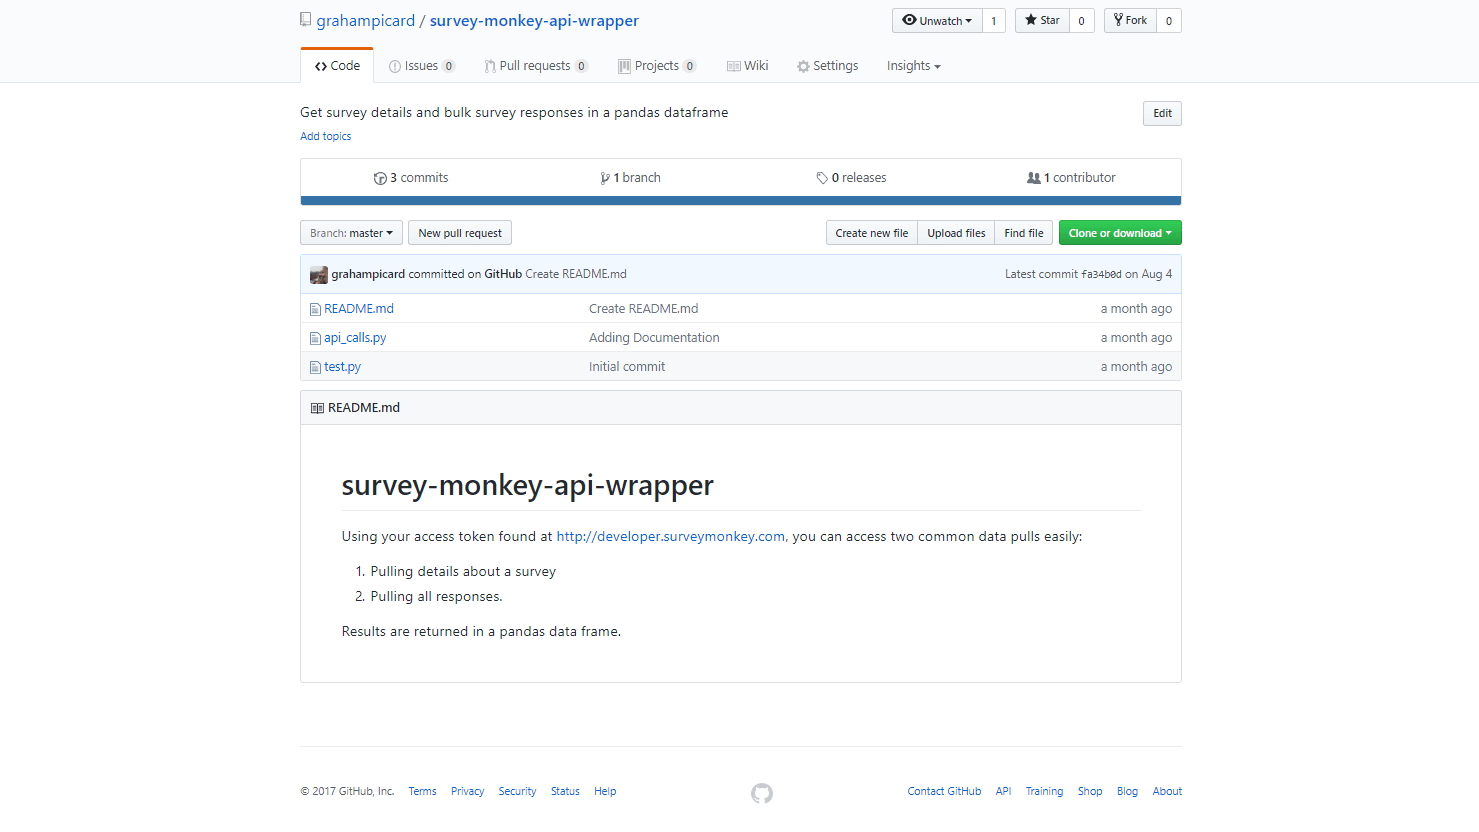 grahampicard / survey-monkey-api-wrapper
Unwatch 1 Star 0 Fork 0
Code Issues 0 Pull requests 0 Projects 0 Wiki Settings Insights
Get survey details and bulk survey responses in a pandas dataframe
Edit
Add topics
3 commits 1 branch 0 releases 1 contributor
Branch: master New pull request Create new file Upload files Find file Clone or download
grahampicard committed on GitHub Create README.md Latest commit fa34b0d on Aug 4
README.md Create README.md a month ago
api_calls.py Adding Documentation a month ago
test.py Initial commit a month ago
README.md
survey-monkey-api-wrapper
Using your access token found at http://developer.surveymonkey.com, you can access two common data pulls easily:
1. Pulling details about a survey
2. Pulling all responses.
Results are returned in a pandas data frame.
© 2017 GitHub, Inc. Terms Privacy Security Status Help Contact GitHub API Training Shop Blog About